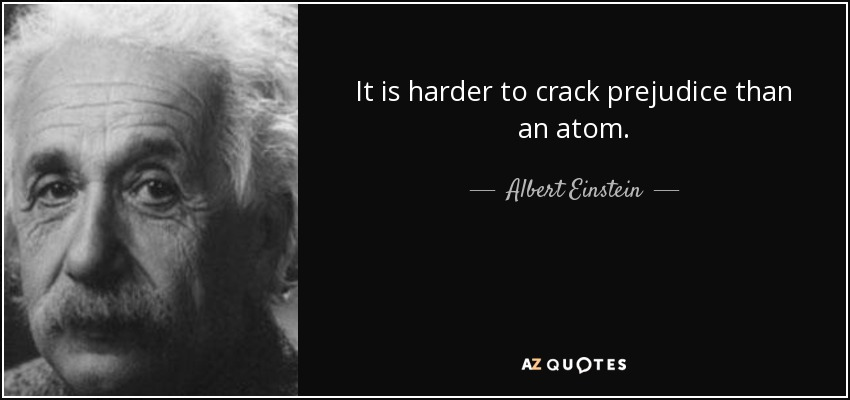 It is harder to crack prejudice than
an atom.
Albert Einstein
AZ QUOTES